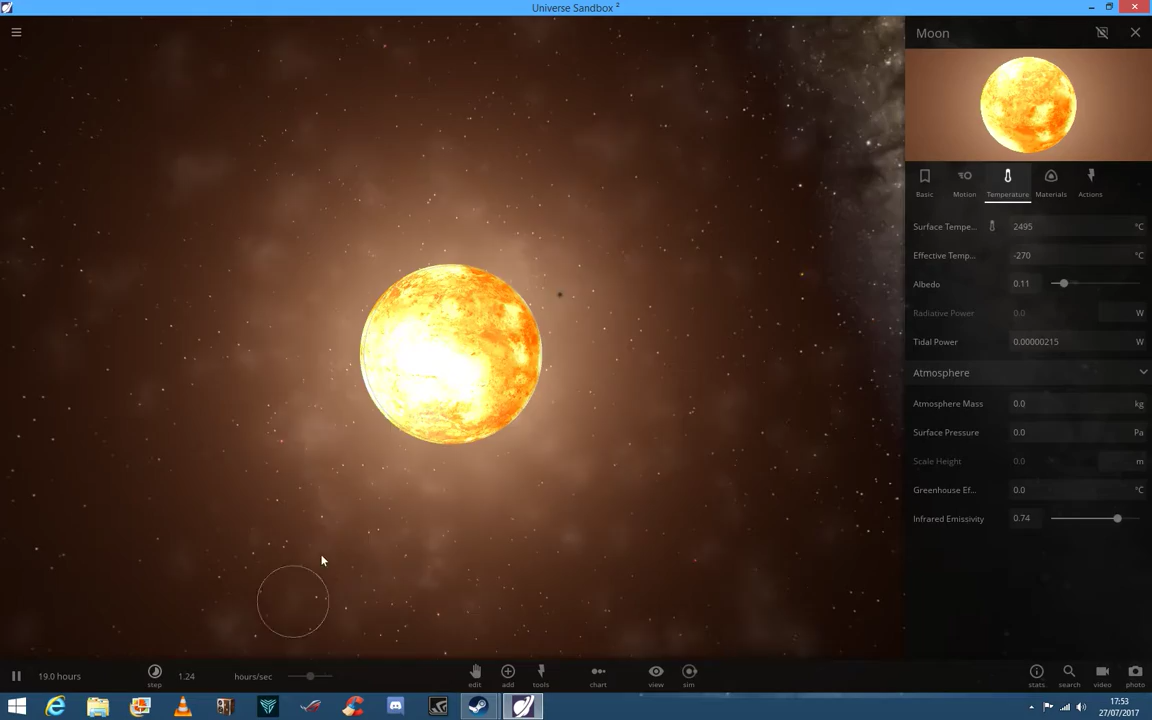 Universe Sandbox ²
Moon
Basic Motion Temperature Materials Actions
Surface Tempe... 2495 °C
Effective Temp... -270 °C
Albedo 0.11
Radiative Power 0.0 W
Tidal Power 0.00000215 W
Atmosphere
Atmosphere Mass 0.0 kg
Surface Pressure 0.0 Pa
Scale Height 0.0 m
Greenhouse Ef... 0.0 °C
Infrared Emissivity 0.74
19.0 hours step 1.24 hours/sec edit add tools chart view sim stats search video photo
17:53
27/07/2017